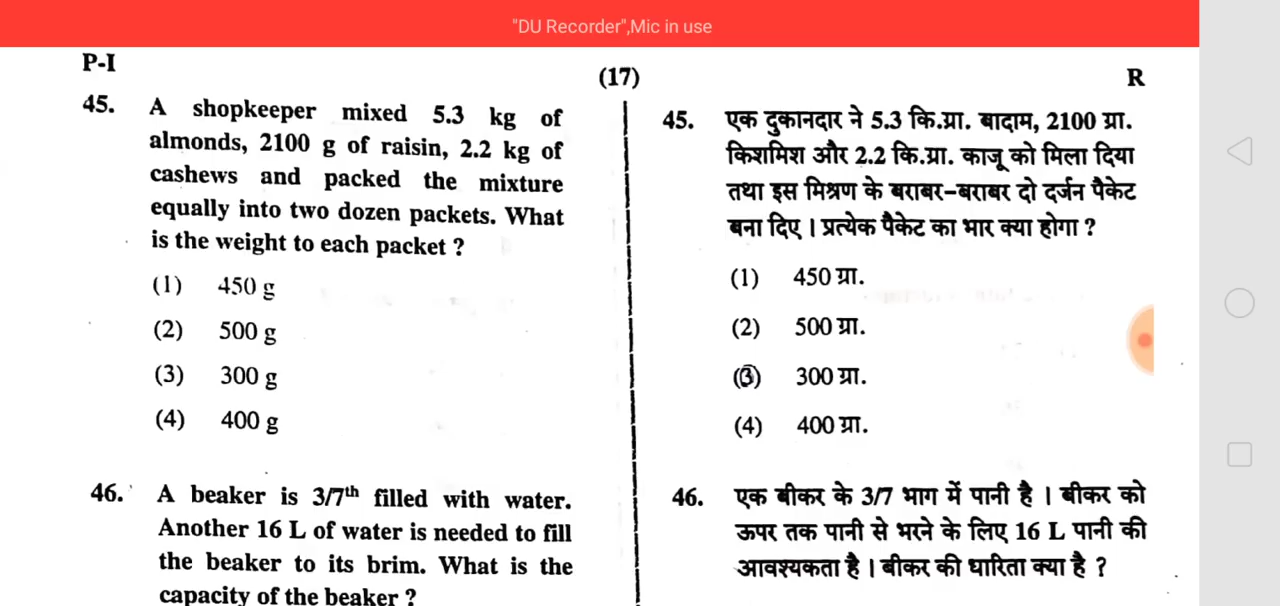 "DU Recorder",Mic in use
P-I
(17)
R
45. A shopkeeper mixed 5.3 kg of
almonds, 2100 g of raisin, 2.2 kg of
cashews and packed the mixture
equally into two dozen packets. What
is the weight to each packet ?
(1) 450 g
(2) 500 g
(3) 300 g
(4) 400 g
46. A beaker is 3/7th filled with water.
Another 16 L of water is needed to fill
the beaker to its brim. What is the
capacity of the beaker ?
45. एक दुकानदार ने 5.3 कि.ग्रा. बादाम, 2100 ग्रा.
किशमिश और 2.2 कि.ग्रा. काजू को मिला दिया
तथा इस मिश्रण के बराबर-बराबर दो दर्जन पैकेट
बना दिए । प्रत्येक पैकेट का भार क्या होगा ?
(1) 450 ग्रा.
(2) 500 ग्रा.
(3) 300 ग्रा.
(4) 400 ग्रा.
46. एक बीकर के 3/7 भाग में पानी है । बीकर को
ऊपर तक पानी से भरने के लिए 16 L पानी की
आवश्यकता है । बीकर की धारिता क्या है ?